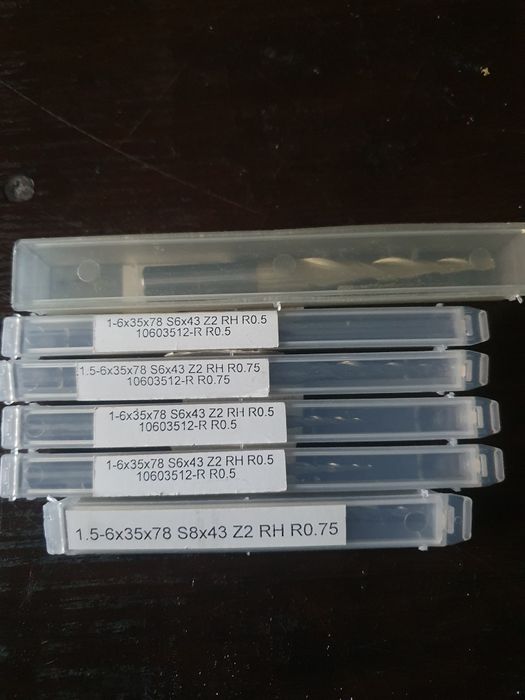 1-6x35x78 S6x43 Z2 RH R0.5
10603512-R R0.5
1.5-6x35x78 S6x43 Z2 RH R0.75
10603512-R R0.75
1-6x35x78 S6x43 Z2 RH R0.5
10603512-R R0.5
1-6x35x78 S6x43 Z2 RH R0.5
10603512-R R0.5
1.5-6x35x78 S8x43 Z2 RH R0.75